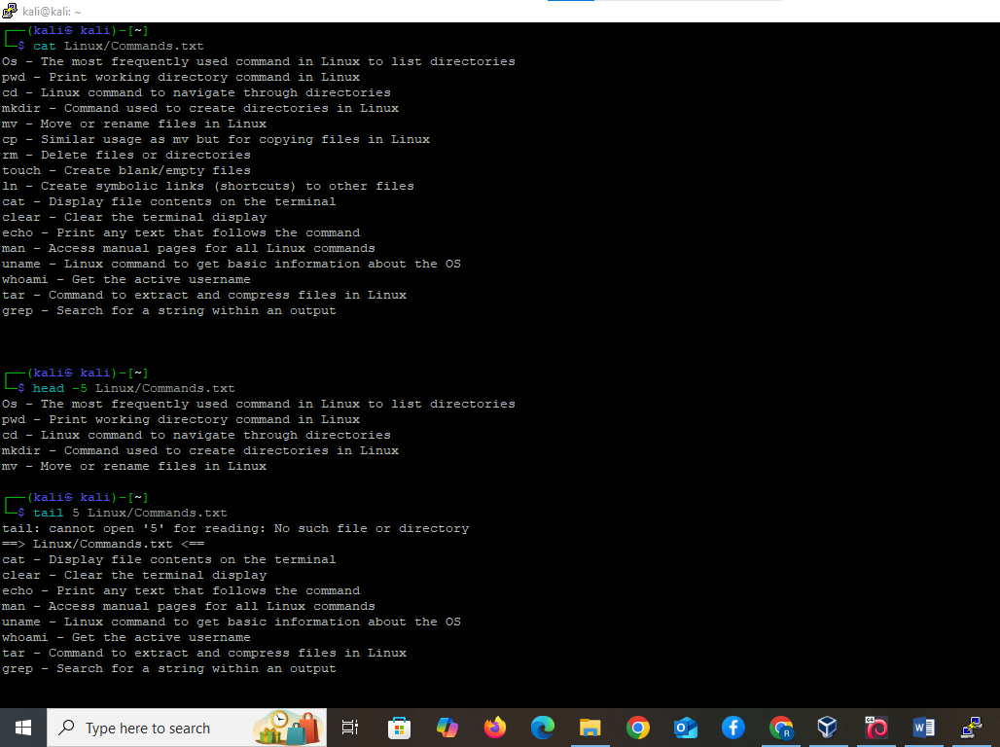 kali@kali: ~
┌──(kali㉿ kali)-[~]
└─$ cat Linux/Commands.txt
Os - The most frequently used command in Linux to list directories
pwd - Print working directory command in Linux
cd - Linux command to navigate through directories
mkdir - Command used to create directories in Linux
mv - Move or rename files in Linux
cp - Similar usage as mv but for copying files in Linux
rm - Delete files or directories
touch - Create blank/empty files
ln - Create symbolic links (shortcuts) to other files
cat - Display file contents on the terminal
clear - Clear the terminal display
echo - Print any text that follows the command
man - Access manual pages for all Linux commands
uname - Linux command to get basic information about the OS
whoami - Get the active username
tar - Command to extract and compress files in Linux
grep - Search for a string within an output
┌──(kali㉿ kali)-[~]
└─$ head -5 Linux/Commands.txt
Os - The most frequently used command in Linux to list directories
pwd - Print working directory command in Linux
cd - Linux command to navigate through directories
mkdir - Command used to create directories in Linux
mv - Move or rename files in Linux
┌──(kali㉿ kali)-[~]
└─$ tail 5 Linux/Commands.txt
tail: cannot open '5' for reading: No such file or directory
==> Linux/Commands.txt <==
cat - Display file contents on the terminal
clear - Clear the terminal display
echo - Print any text that follows the command
man - Access manual pages for all Linux commands
uname - Linux command to get basic information about the OS
whoami - Get the active username
tar - Command to extract and compress files in Linux
grep - Search for a string within an output
Type here to search